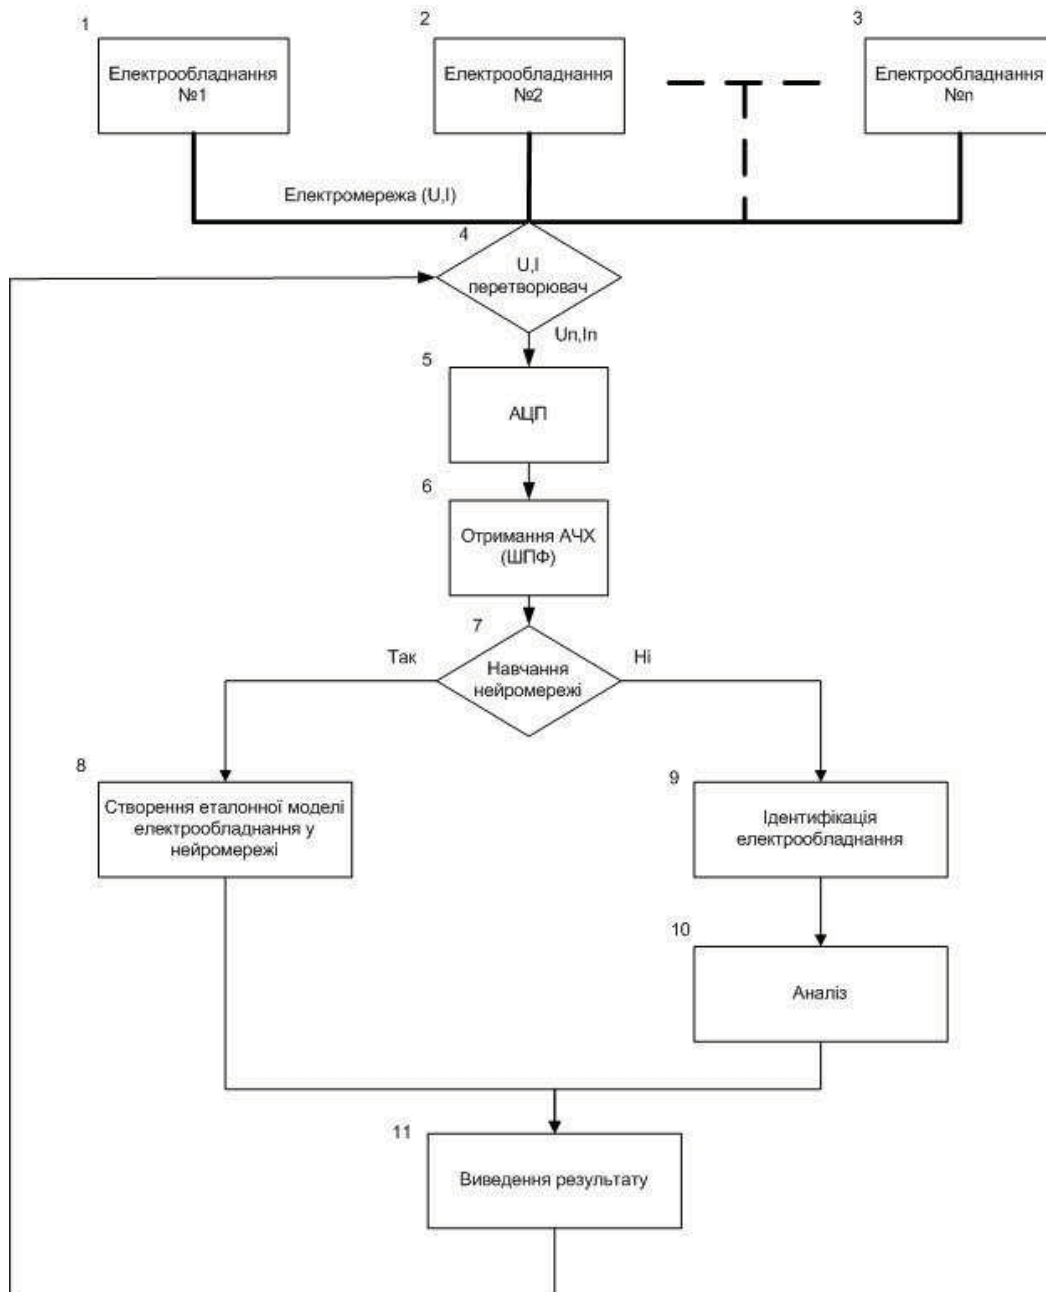 1
2
3
Електрообладнання
№1
Електрообладнання
№2
Електрообладнання
№n
Електромережа (U,I)
4
U,I
перетворювач
Un,In
5
АЦП
6
Отримання АЧХ
(ШПФ)
7
Так
Ні
Навчання
нейромережі
8
Створення еталонної моделі
електрообладнання у
нейромережі
9
Ідентифікація
електрообладнання
10
Аналіз
11
Виведення результату